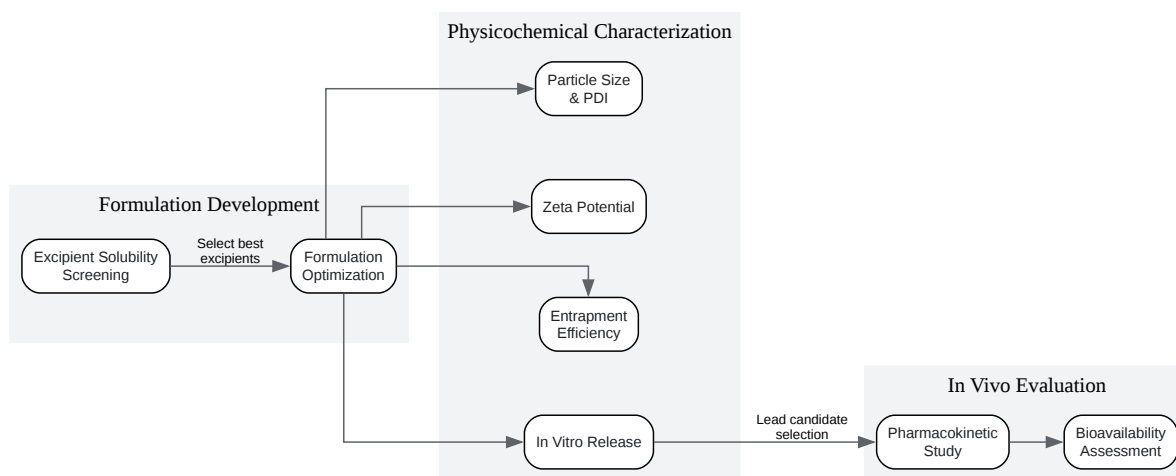 Physicochemical Characterization
Particle Size
& PDI
Formulation Development
Zeta Potential
Select best
excipients
Excipient Solubility
Screening
Formulation
Optimization
Entrapment
Efficiency
In Vivo Evaluation
In Vitro Release
Lead candidate
selection
Pharmacokinetic
Study
Bioavailability
Assessment